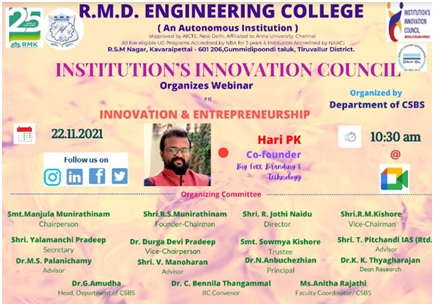 R.M.D. ENGINEERING COLLEGE
( An Autonomous Institution )
(Approved by AICTE, New Delhi, Affiliated to Anna University, Chennai
All five eligible UG Programs Accredited by NBA for 3 years & Institution Accredited by NAAC)
R.S.M Nagar, Kavaraipettai - 601 206, Gummidipoondi taluk, Tiruvallur District.
25
RMK
INSTITUTION'S
INNOVATION
COUNCIL
DNV·GL
INSTITUTION'S INNOVATION COUNCIL
Organizes Webinar
INNOVATION & ENTREPRENEURSHIP
Organized by
Department of CSBS
22.11.2021
Follow us on
Hari PK
Co-founder
Big Foot Branding &
Technology
10:30 am
@
Organizing Committee
Smt.Manjula Munirathinam
Chairperson
Shri.R.S.Munirathinam
Founder-Chairman
Shri. R. Jothi Naidu
Director
Shri.R.M.Kishore
Vice-Chairman
Shri. Yalamanchi Pradeep
Secretary
Dr. Durga Devi Pradeep
Vice-Chairperson
Smt. Sowmya Kishore
Trustee
Shri. T. Pitchandi IAS (Rtd.)
Advisor
Dr.M.S. Palanichamy
Advisor
Shri. V. Manoharan
Advisor
Dr.N.Anbuchezhian
Principal
Dr.K. K. Thyagharajan
Dean Research
Dr.G.Amudha
Head, Department of CSBS
Dr. C. Bennila Thangammal
IIC Convenor
Ms.Anitha Rajathi
Faculty Coordinator/ CSBS